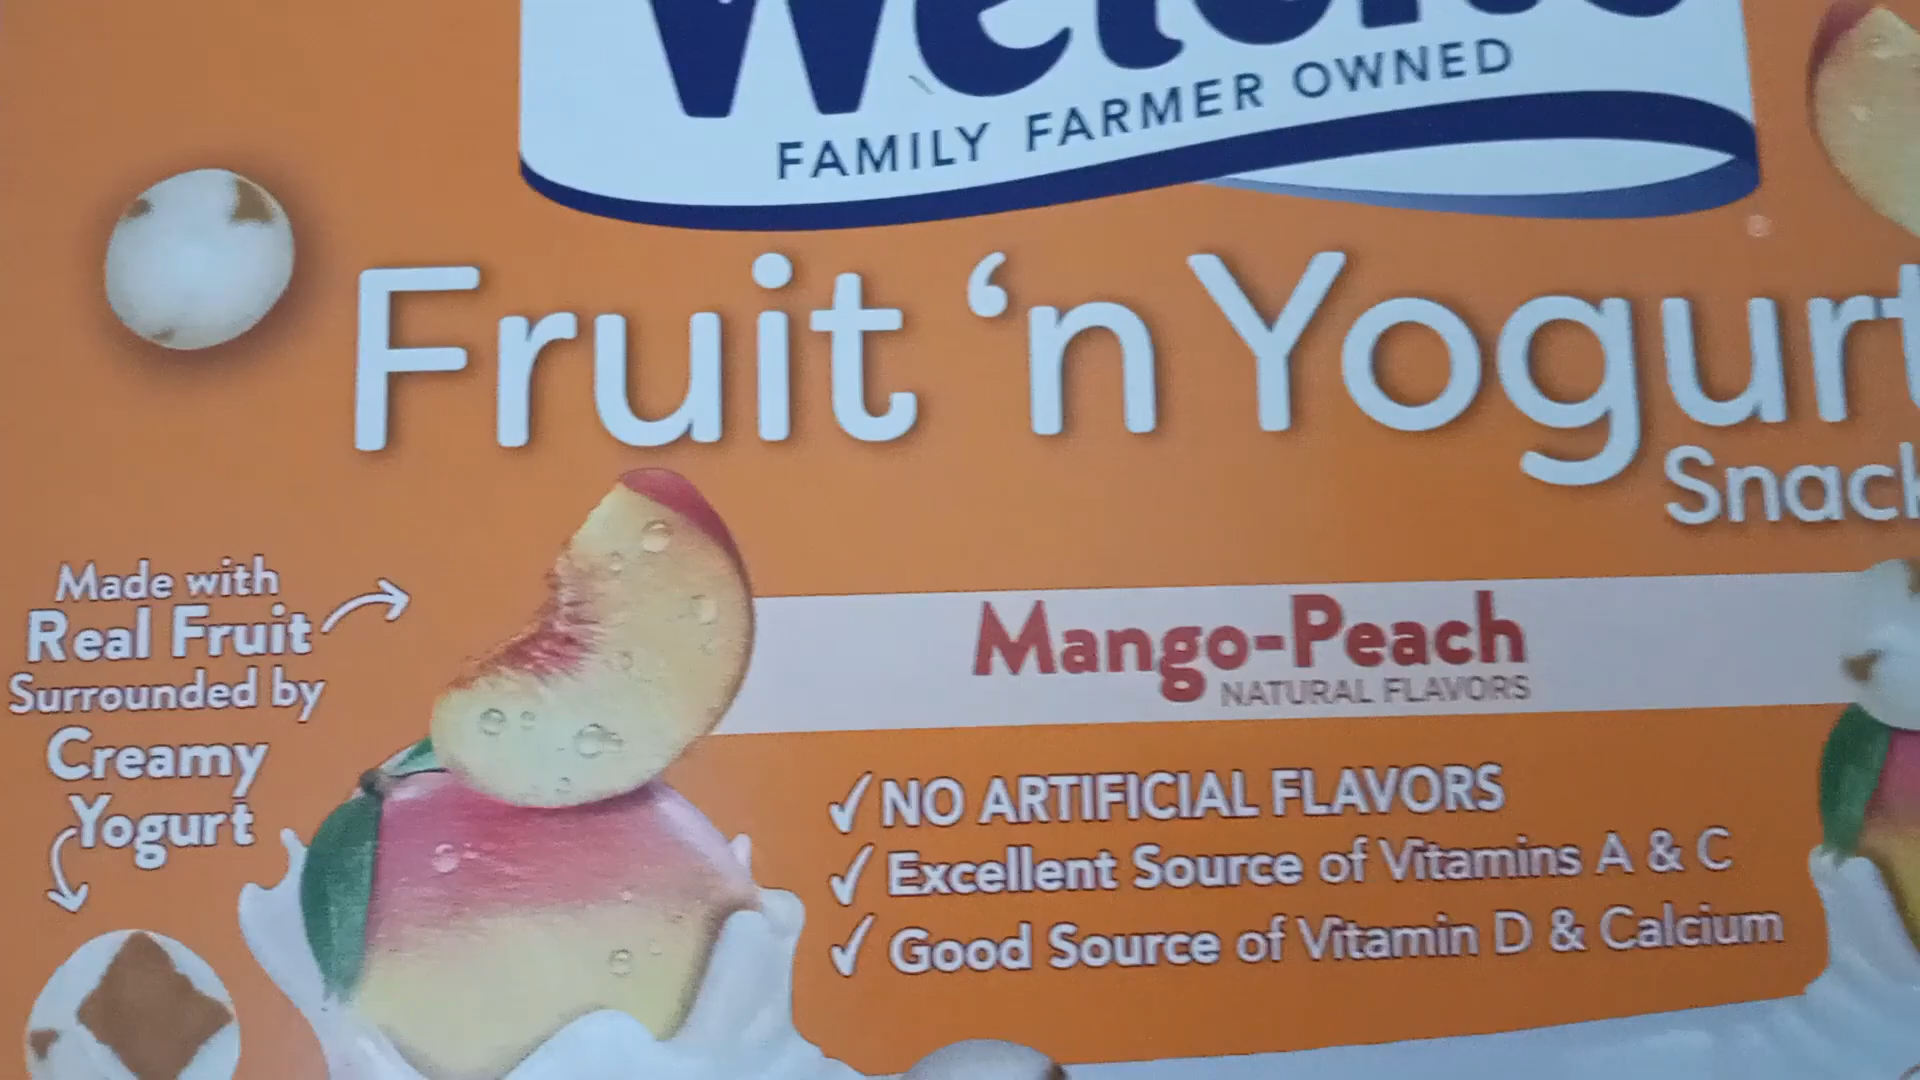 Welch's
FAMILY FARMER OWNED
Fruit 'n Yogurt
Snack
Made with
Real Fruit
Surrounded by
Creamy
Yogurt
Mango-Peach
NATURAL FLAVORS
✓ NO ARTIFICIAL FLAVORS
✓ Excellent Source of Vitamins A & C
✓ Good Source of Vitamin D & Calcium